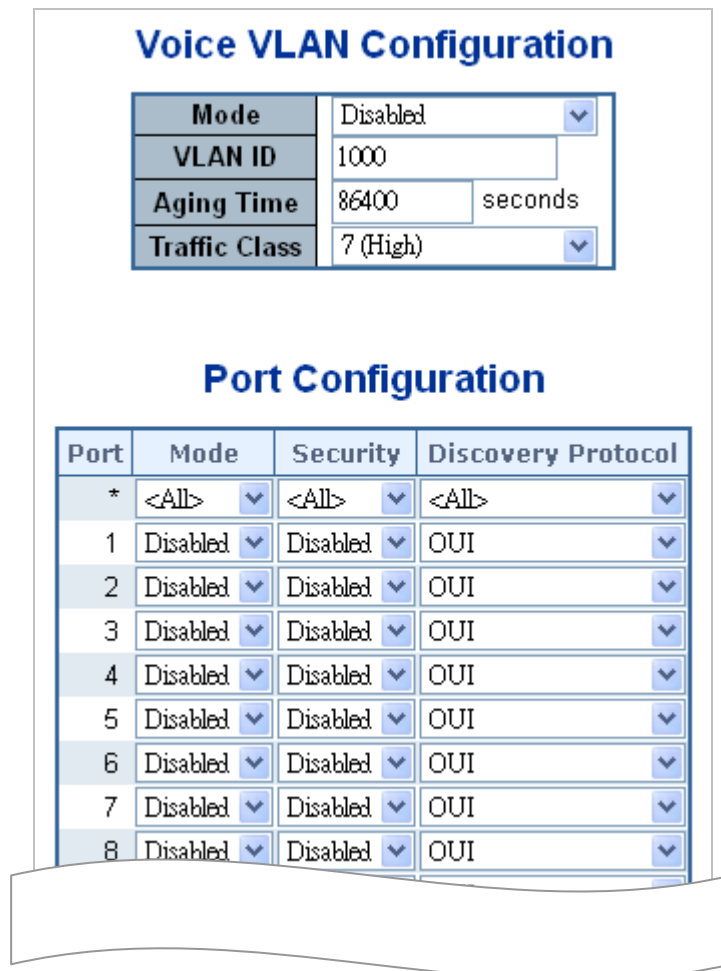 Voice VLAN Configuration
Mode Disabled
VLAN ID 1000
Aging Time 86400 seconds
Traffic Class 7 (High)
Port Configuration
Port Mode Security Discovery Protocol
* <All> <All> <All>
1 Disabled Disabled OUI
2 Disabled Disabled OUI
3 Disabled Disabled OUI
4 Disabled Disabled OUI
5 Disabled Disabled OUI
6 Disabled Disabled OUI
7 Disabled Disabled OUI
8 Disabled Disabled OUI